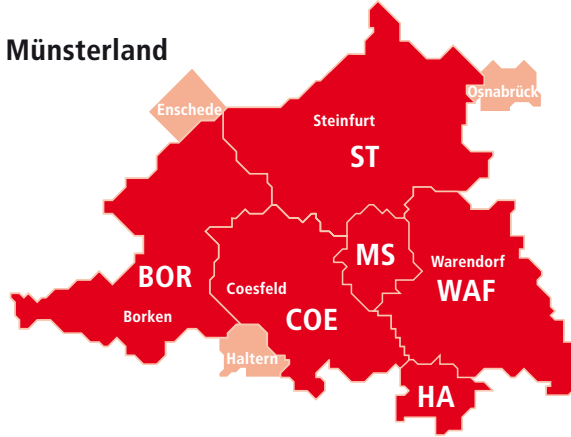 Münsterland
Enschede
Osnabrück
Steinfurt
ST
MS
Warendorf
WAF
BOR
Coesfeld
Borken
COE
Haltern
HA